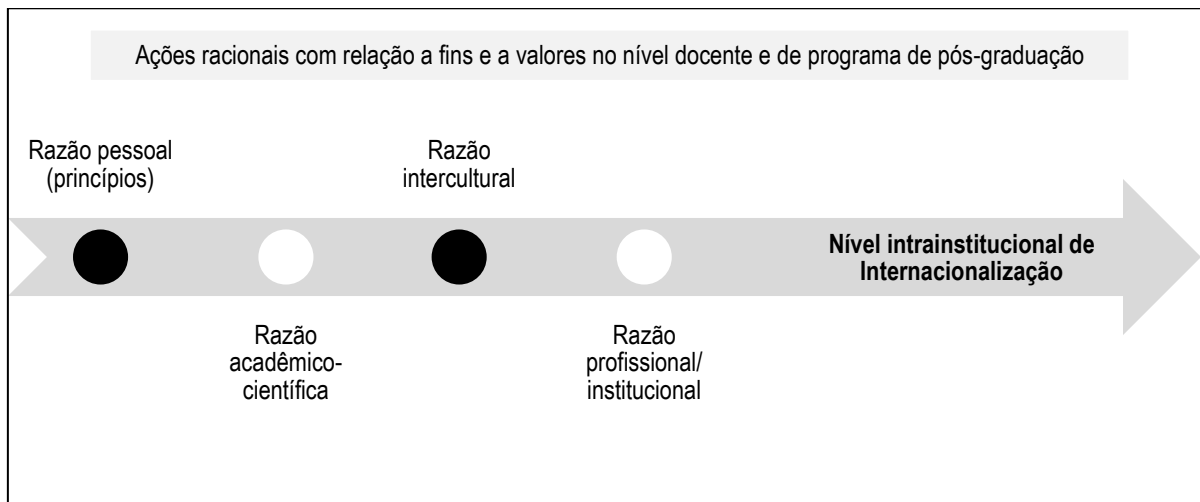 Ações racionais com relação a fins e a valores no nível docente e de programa de pós-graduação
Razão pessoal
(princípios)
Razão
intercultural
Nível intrainstitucional de
Internacionalização
Razão
acadêmico-
científica
Razão
profissional/
institucional